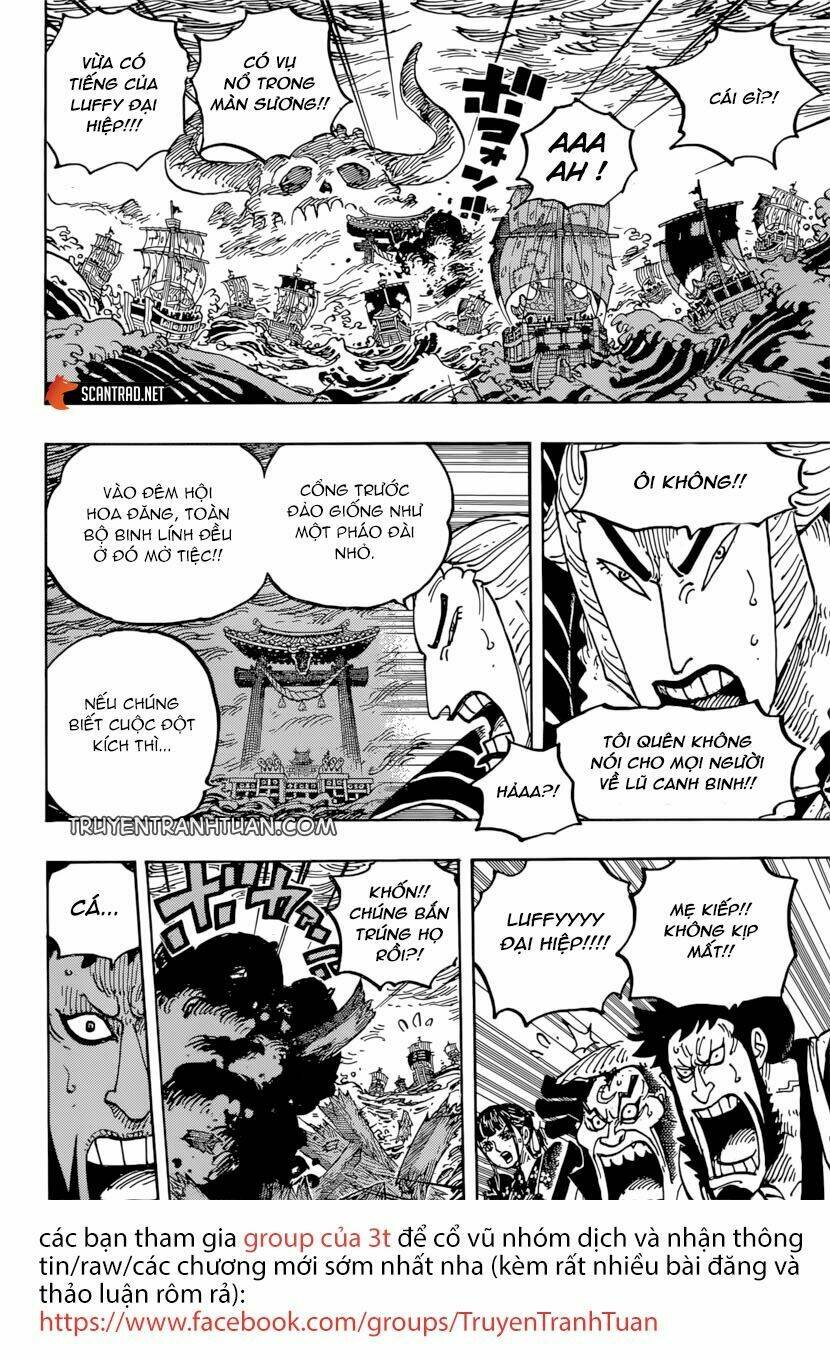 CÁI GÌ?!
AAA
AH !
ボコォン!!
CÓ VỤ
NỔ TRONG
MÀN SƯƠNG!!
VỪA CÓ
TIẾNG CỦA
LUFFY ĐẠI
HIỆP!!!
SCANTRAD.NET
ÔI KHÔNG!!
TÔI QUÊN KHÔNG
NÓI CHO MỌI NGƯỜI
VỀ LŨ CANH BINH!!
HẢAA?!
CỔNG TRƯỚC
ĐẢO GIỐNG NHƯ
MỘT PHÁO ĐÀI
NHỎ.
VÀO ĐÊM HỘI
HOA ĐĂNG, TOÀN
BỘ BINH LÍNH ĐỀU
Ở ĐÓ MỞ TIỆC!!
NẾU CHÚNG
BIẾT CUỘC ĐỘT
KÍCH THÌ...
TRUYENTRANHTUAN.COM
MẸ KIẾP!!
KHÔNG KỊP
MẤT!!
LUFFYYYY
ĐẠI HIỆP!!!!
KHỐN!!
CHÚNG BẮN
TRÚNG HỌ
RỒI?!
CÁ...
các bạn tham gia group của 3t để cổ vũ nhóm dịch và nhận thông
tin/raw/các chương mới sớm nhất nha (kèm rất nhiều bài đăng và
thảo luận rôm rả):
https://www.facebook.com/groups/TruyenTranhTuan